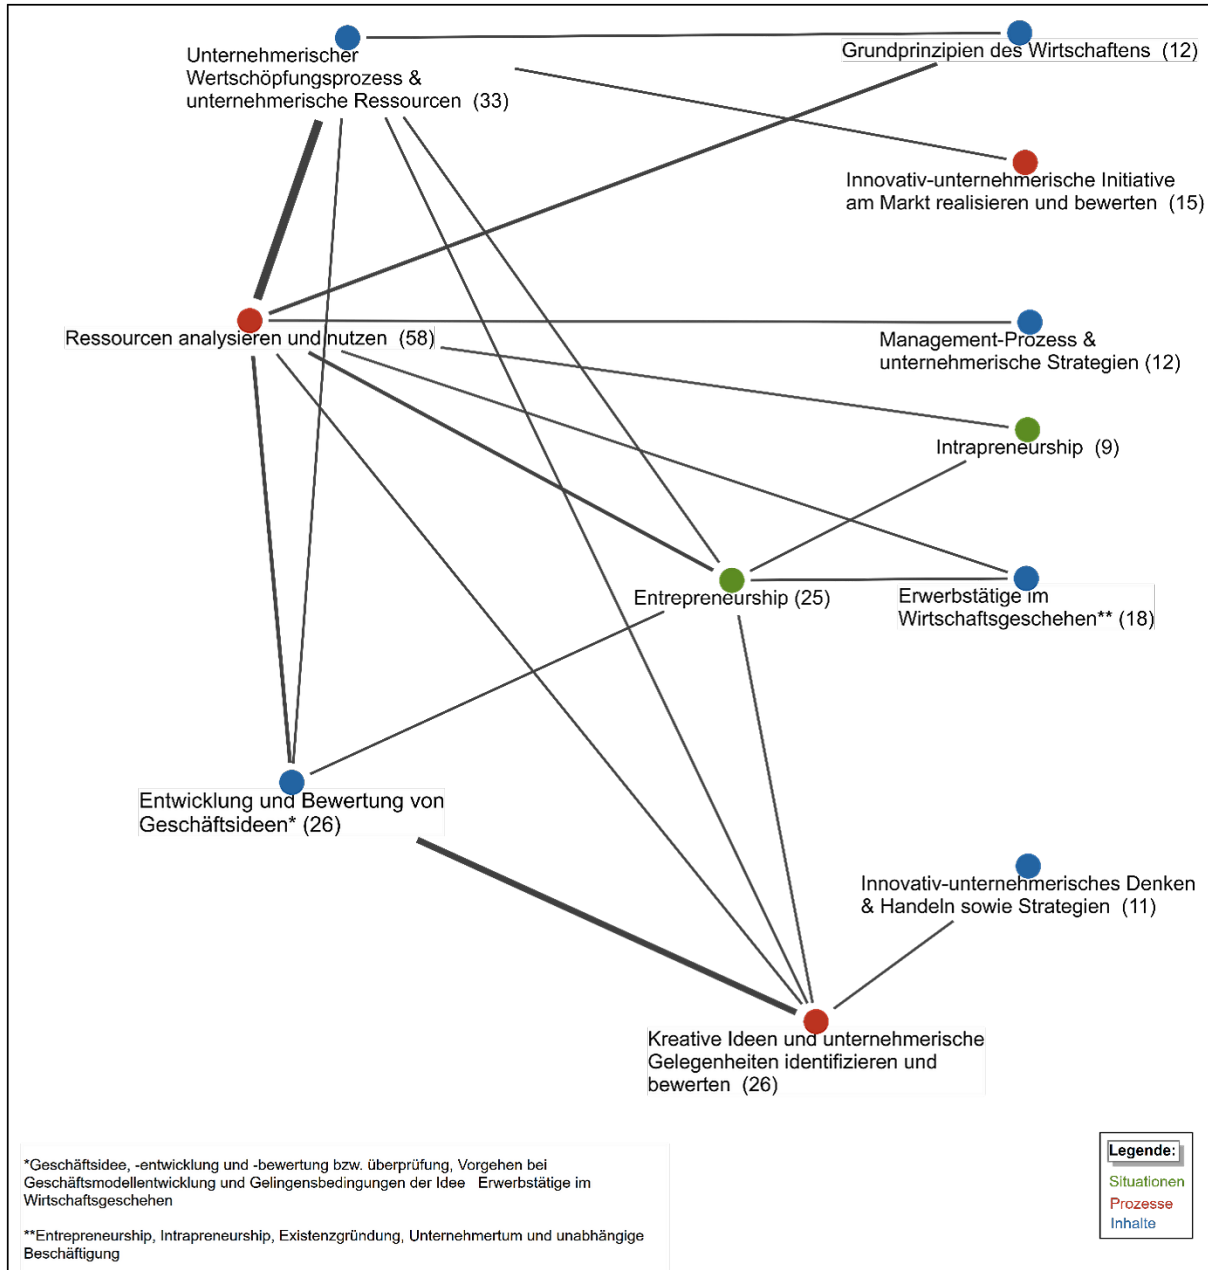 Unternehmerischer
Wertschöpfungsprozess &
unternehmerische Ressourcen (33)
Grundprinzipien des Wirtschaftens (12)
Innovativ-unternehmerische Initiative
am Markt realisieren und bewerten (15)
Ressourcen analysieren und nutzen (58)
Management-Prozess &
unternehmerische Strategien (12)
Intrapreneurship (9)
Entrepreneurship (25)
Erwerbstätige im
Wirtschaftsgeschehen** (18)
Entwicklung und Bewertung von
Geschäftsideen* (26)
Innovativ-unternehmerisches Denken
& Handeln sowie Strategien (11)
Kreative Ideen und unternehmerische
Gelegenheiten identifizieren und
bewerten (26)
*Geschäftsidee, -entwicklung und -bewertung bzw. überprüfung, Vorgehen bei
Geschäftsmodellentwicklung und Gelingensbedingungen der Idee Erwerbstätige im
Wirtschaftsgeschehen
**Entrepreneurship, Intrapreneurship, Existenzgründung, Unternehmertum und unabhängige
Beschäftigung
Legende:
Situationen
Prozesse
Inhalte